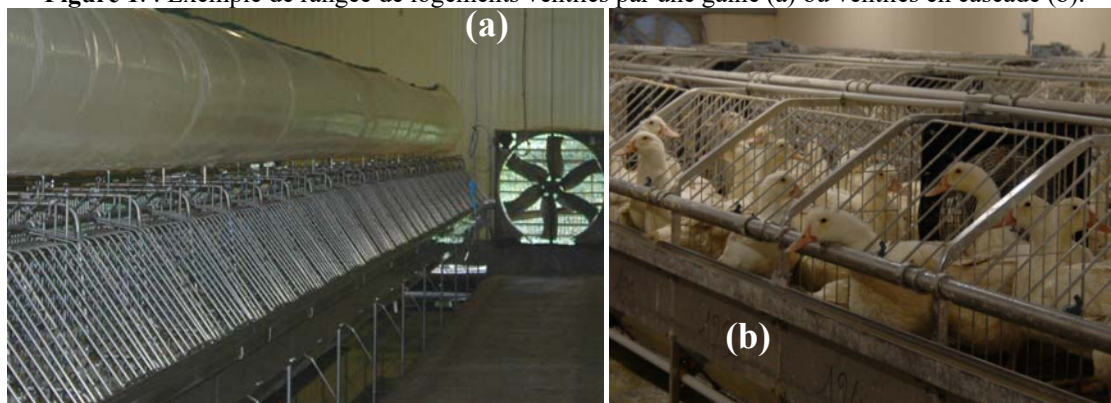 Figure 1. : Exemple de rangée de logements ventilés par une gaine (a) ou ventilés en cascade (b).
(a)
(b)